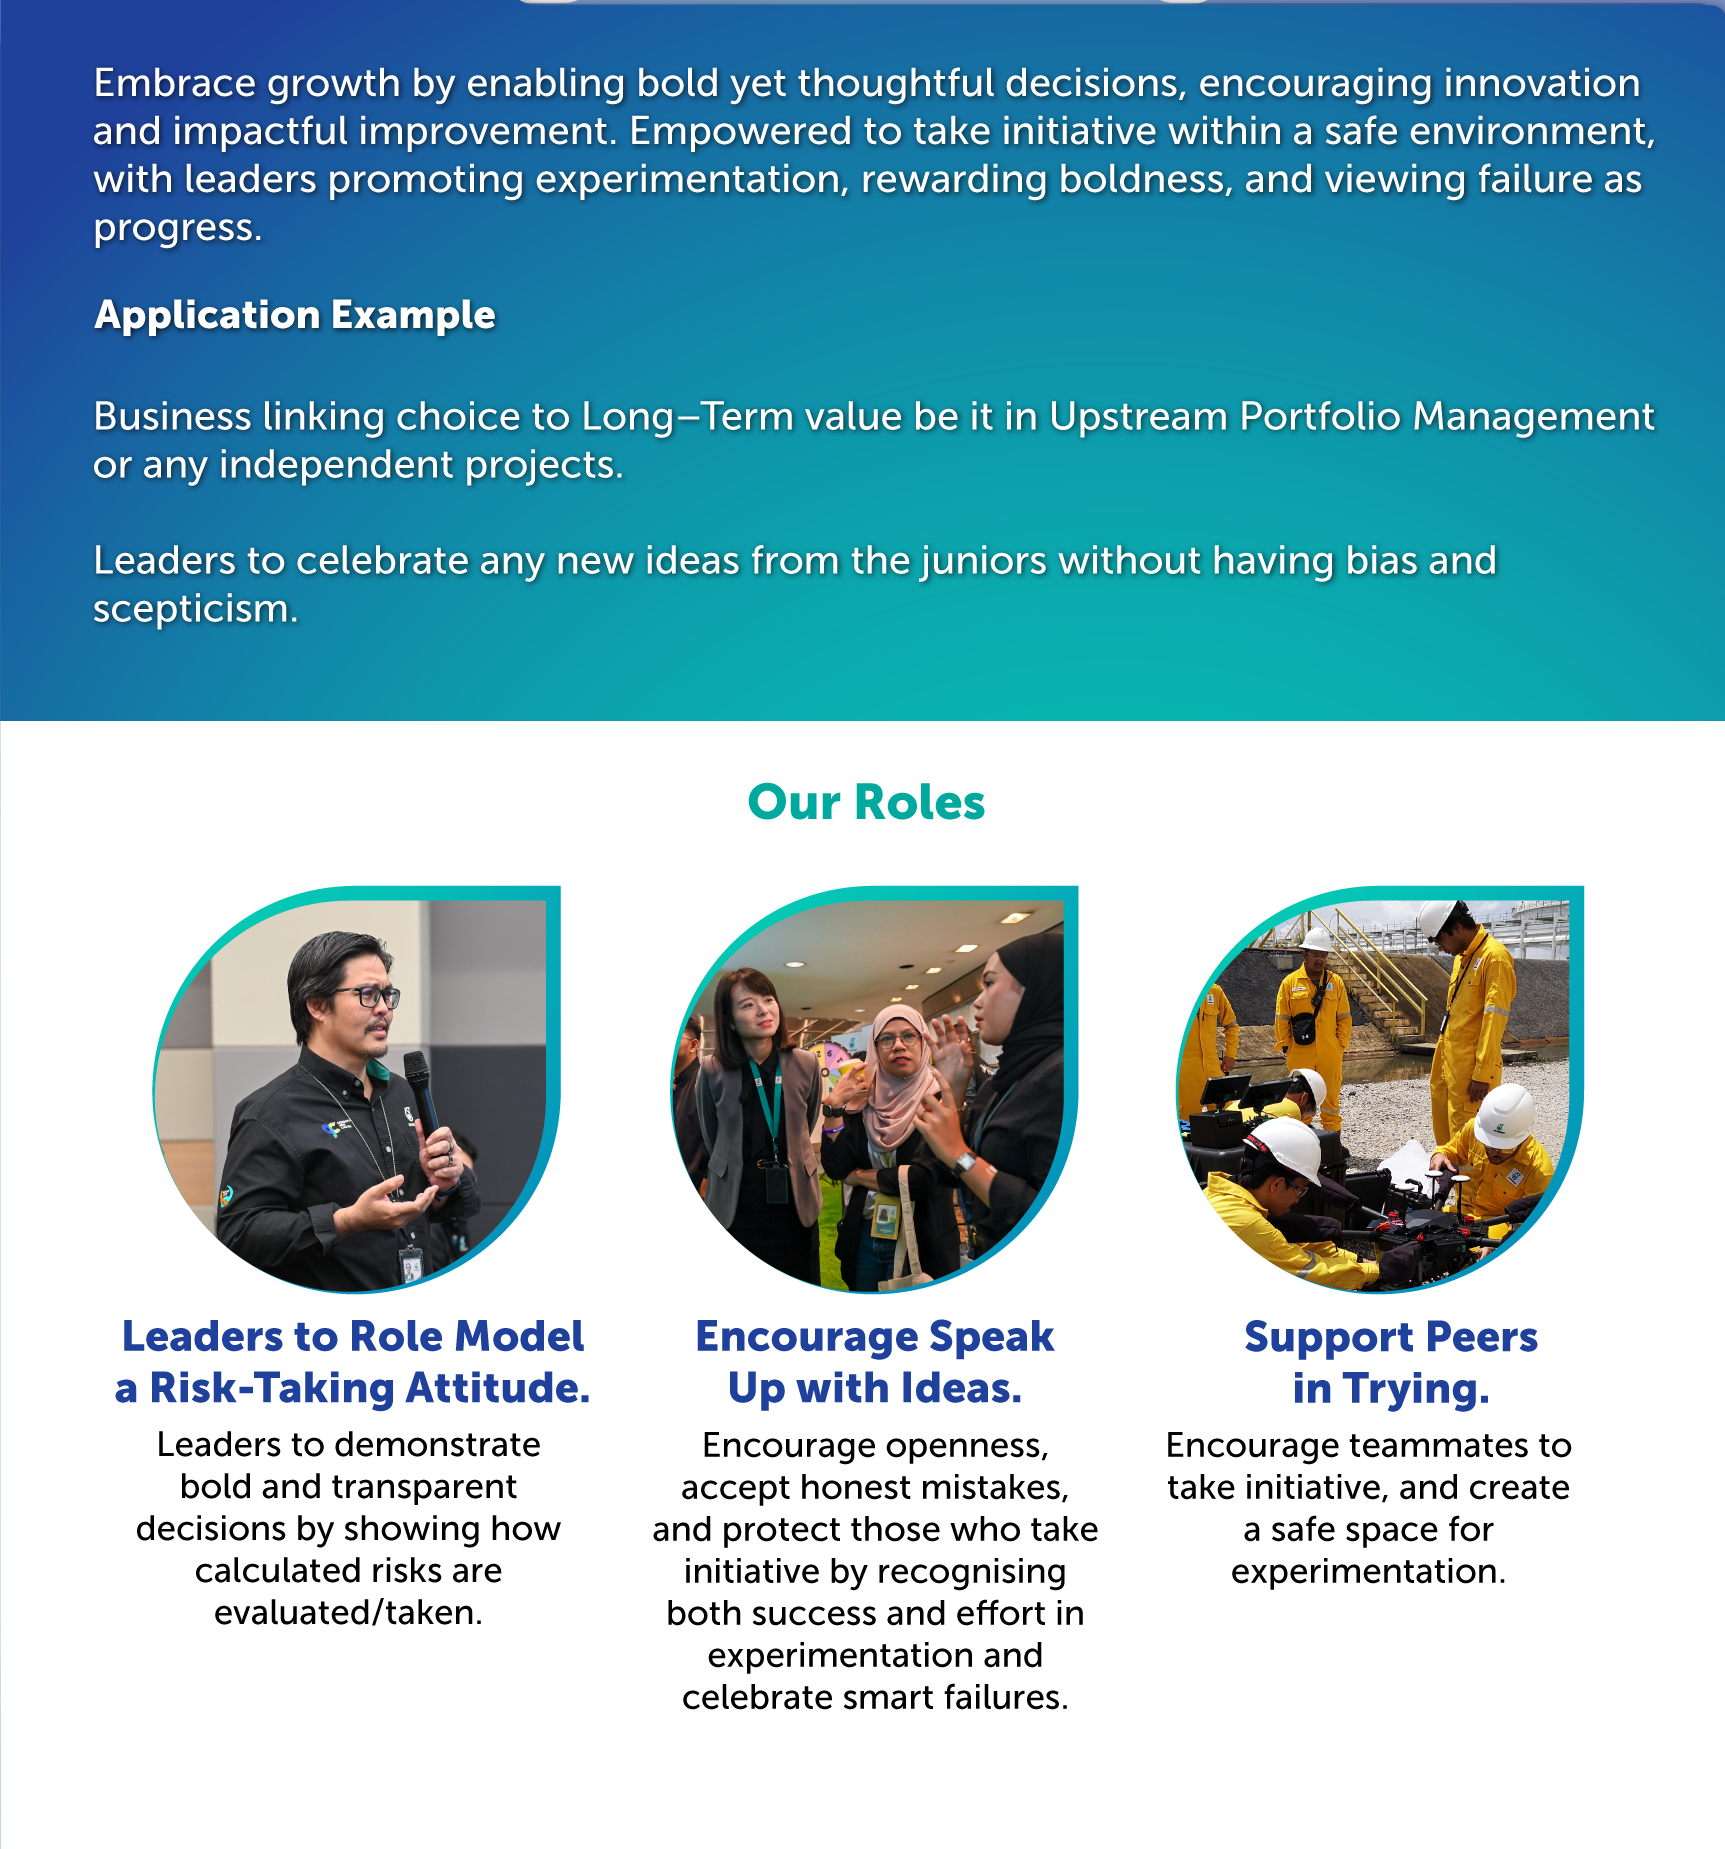 Embrace growth by enabling bold yet thoughtful decisions, encouraging innovation
and impactful improvement. Empowered to take initiative within a safe environment,
with leaders promoting experimentation, rewarding boldness, and viewing failure as
progress.
Application Example
Business linking choice to Long–Term value be it in Upstream Portfolio Management
or any independent projects.
Leaders to celebrate any new ideas from the juniors without having bias and
scepticism.
Our Roles
Leaders to Role Model
a Risk-Taking Attitude.
Leaders to demonstrate
bold and transparent
decisions by showing how
calculated risks are
evaluated/taken.
Encourage Speak
Up with Ideas.
Encourage openness,
accept honest mistakes,
and protect those who take
initiative by recognising
both success and effort in
experimentation and
celebrate smart failures.
Support Peers
in Trying.
Encourage teammates to
take initiative, and create
a safe space for
experimentation.